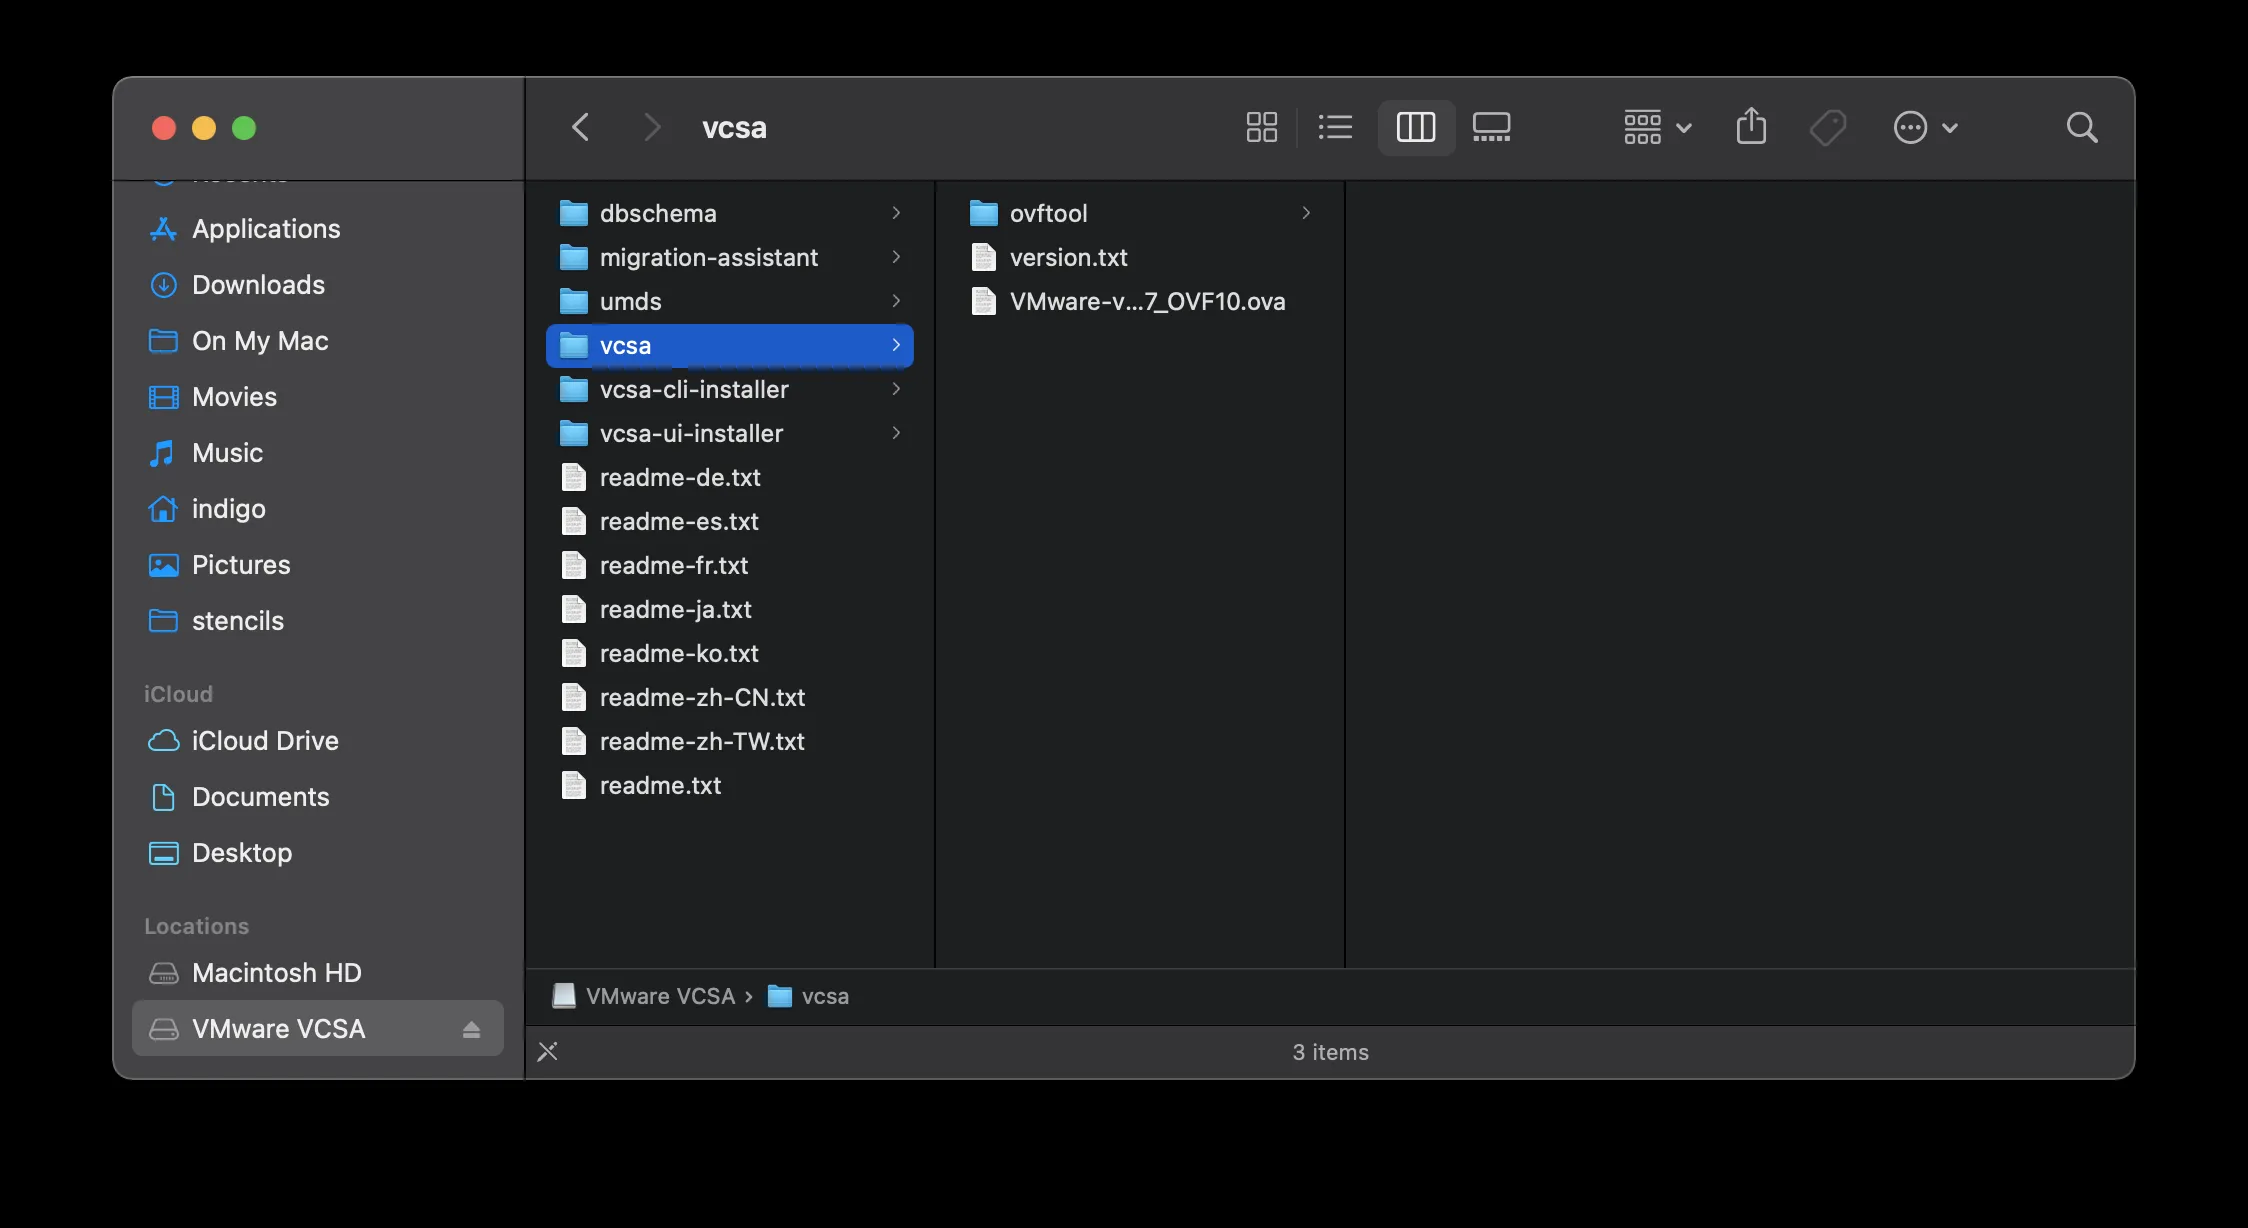 vcsa
Applications
Downloads
On My Mac
Movies
Music
indigo
Pictures
stencils
iCloud
iCloud Drive
Documents
Desktop
Locations
Macintosh HD
VMware VCSA
dbschema
migration-assistant
umds
vcsa
vcsa-cli-installer
vcsa-ui-installer
readme-de.txt
readme-es.txt
readme-fr.txt
readme-ja.txt
readme-ko.txt
readme-zh-CN.txt
readme-zh-TW.txt
readme.txt
ovftool
version.txt
VMware-v...7_OVF10.ova
VMware VCSA › vcsa
3 items